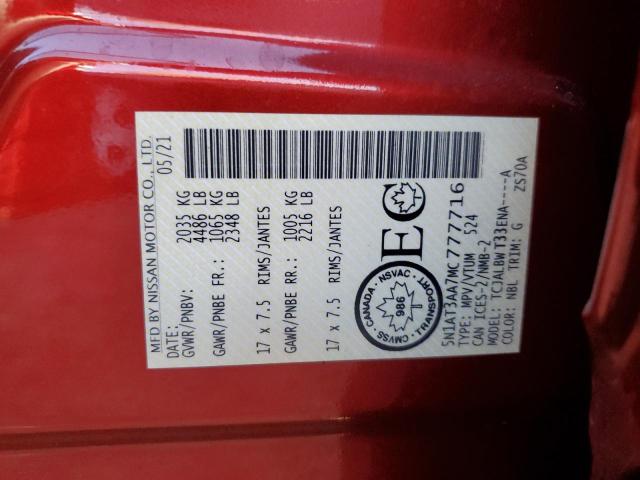 MFD BY NISSAN MOTOR CO., LTD.
05/21
GVWR/PNBV: 2035 KG
4486 LB
GAWR/PNBE FR.: 1065 KG
2348 LB
17 x 7.5 RIMS/JANTES
GAWR/PNBE RR.: 1005 KG
2216 LB
17 x 7.5 RIMS/JANTES
CANADA · NSVAC · TRANSPORT · CMVSS ·
986
EC
5N1AT3AA7MC777716
TYPE: MPV/VTUM 524
CAN ICES-2/NMB-2
MODEL: TCJALBWT33ENA----A
COLOR: NBL TRIM: G ZS70A